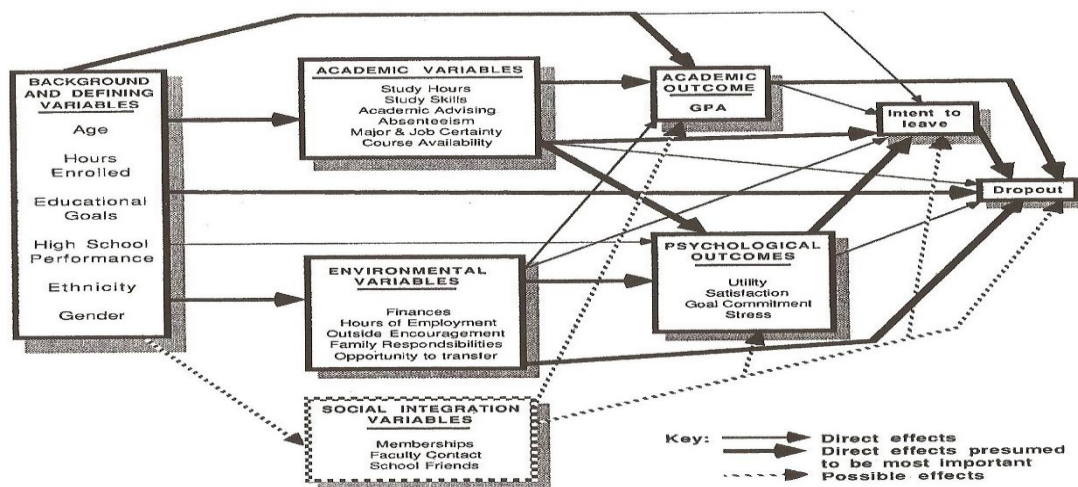 BACKGROUND
AND DEFINING
VARIABLES
Age
Hours
Enrolled
Educational
Goals
High School
Performance
Ethnicity
Gender
ACADEMIC VARIABLES
Study Hours
Study Skills
Academic Advising
Absenteeism
Major & Job Certainty
Course Availability
ENVIRONMENTAL
VARIABLES
Finances
Hours of Employment
Outside Encouragement
Family Responsibilities
Opportunity to transfer
SOCIAL INTEGRATION
VARIABLES
Memberships
Faculty Contact
School Friends
ACADEMIC
OUTCOME
GPA
PSYCHOLOGICAL
OUTCOMES
Utility
Satisfaction
Goal Commitment
Stress
Intent to
leave
Dropout
Key:
Direct effects
Direct effects presumed
to be most important
Possible effects